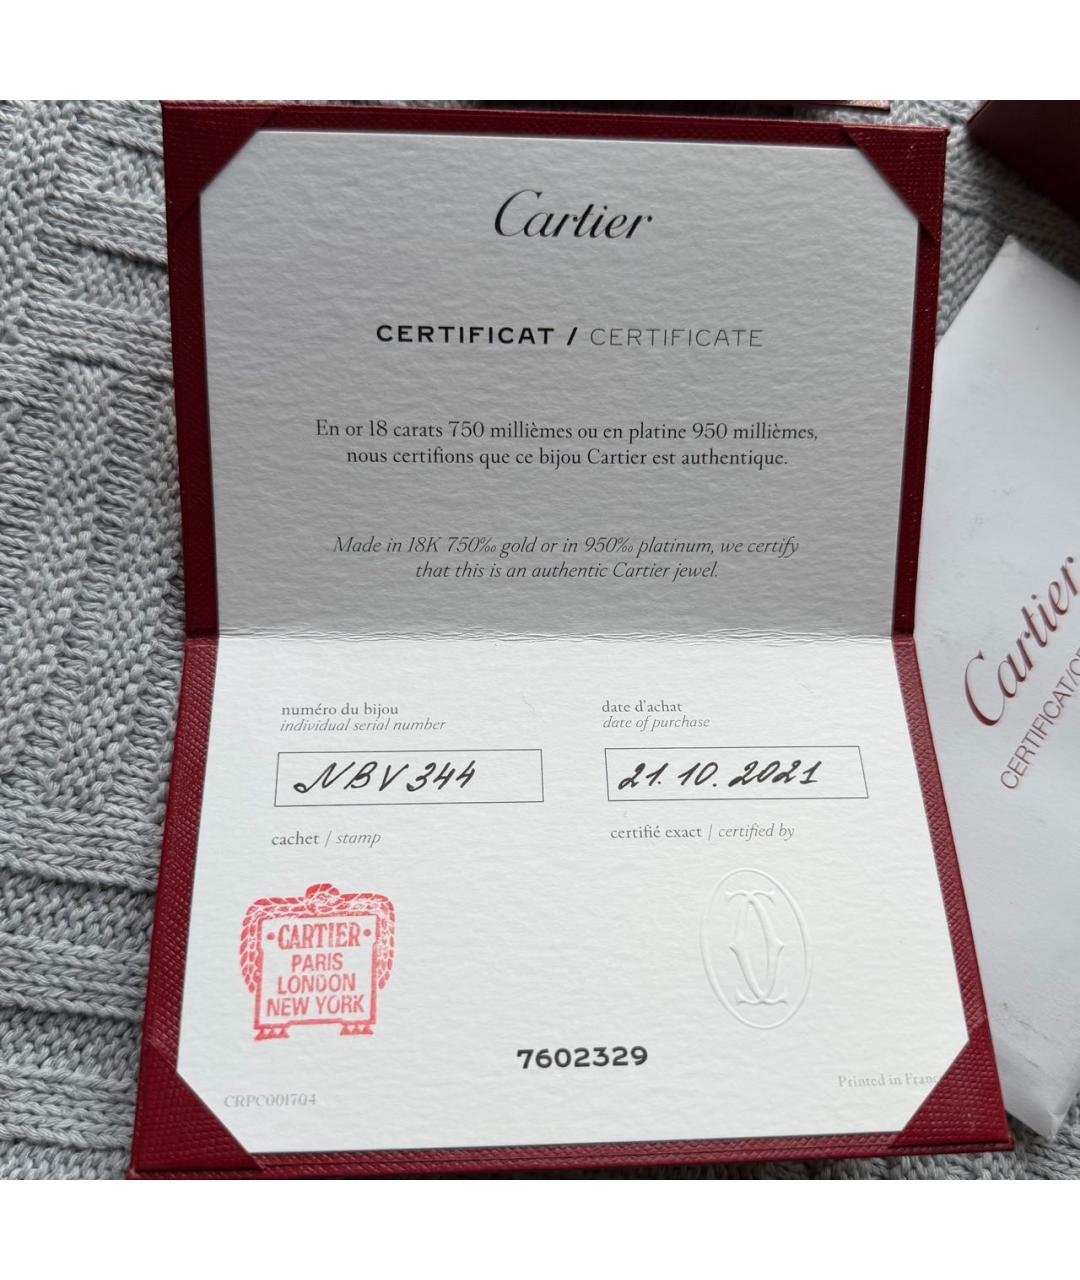 Cartier
CERTIFICAT / CERTIFICATE
En or 18 carats 750 millièmes ou en platine 950 millièmes,
nous certifions que ce bijou Cartier est authentique.
Made in 18K 750‰ gold or in 950‰ platinum, we certify
that this is an authentic Cartier jewel.
numéro du bijou
individual serial number
NBV344
date d'achat
date of purchase
21.10.2021
cachet / stamp
certifié exact / certified by
·CARTIER·
PARIS
LONDON
NEW YORK
7602329
CRPC001704
Printed in Franc
Cartier
CERTIFICAT/CE